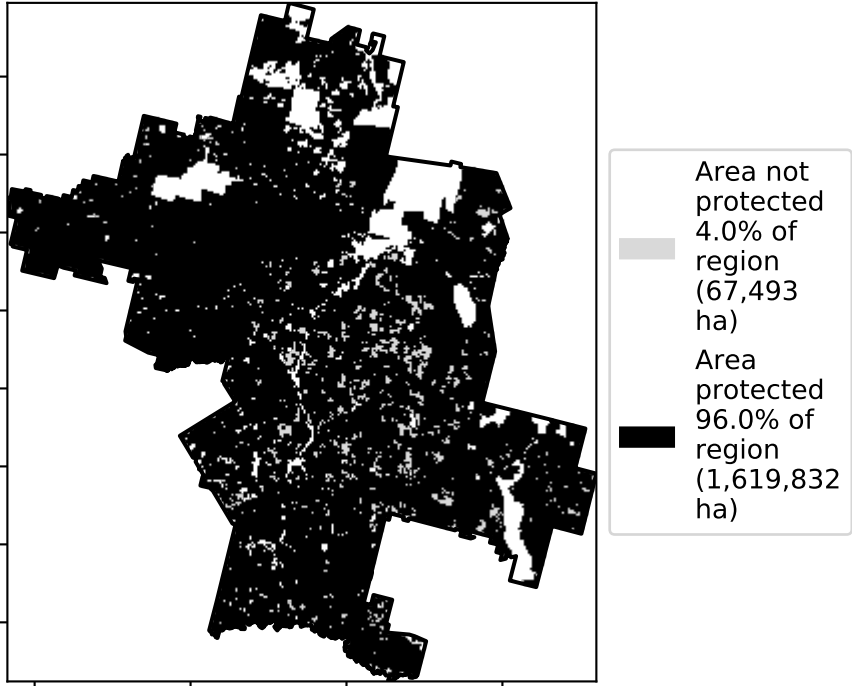 Area not
protected
4.0% of
region
(67,493
ha)
Area
protected
96.0% of
region
(1,619,832
ha)